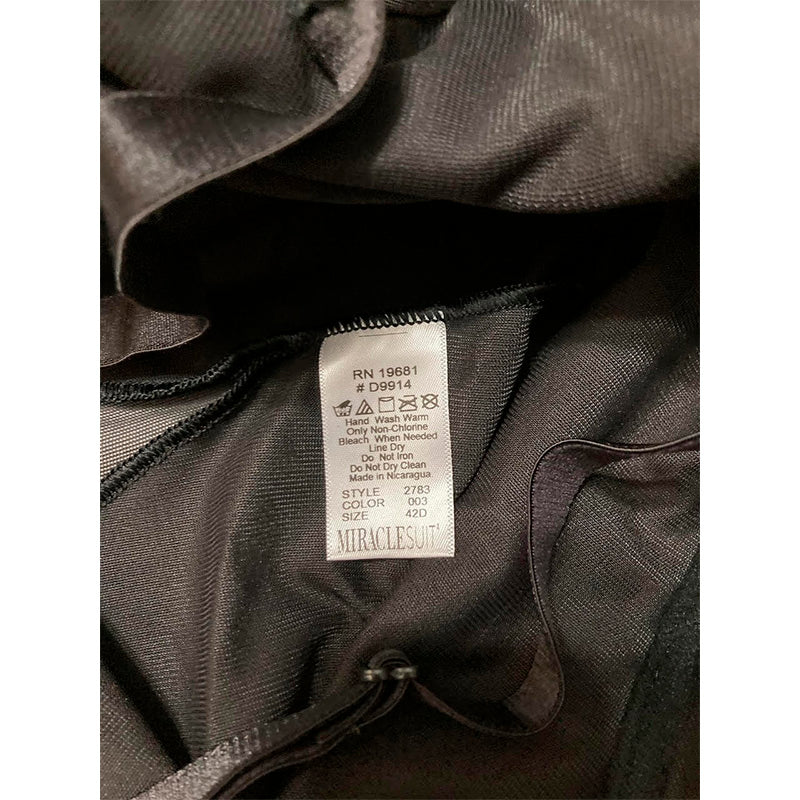 RN 19681
# D9914
Hand Wash Warm
Only Non-Chlorine
Bleach When Needed
Line Dry
Do Not Iron
Do Not Dry Clean
Made in Nicaragua.
STYLE 2783
COLOR 003
SIZE 42D
MIRACLESUIT